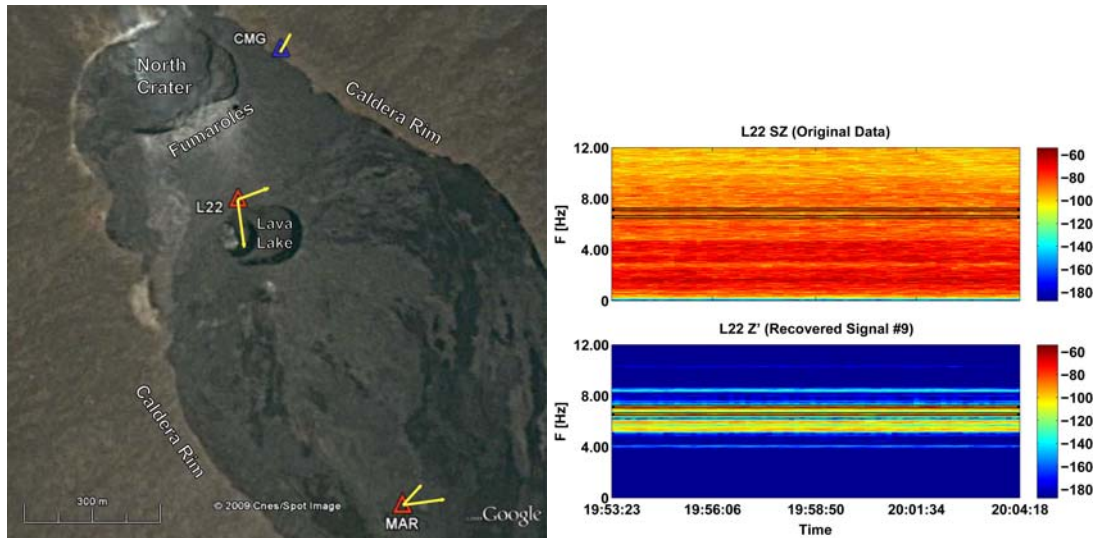 CMG
North
Crater
Fumaroles
Caldera Rim
L22
Lava
Lake
Caldera Rim
300 m
© 2009 Cnes/Spot Image
Google
MAR
L22 SZ (Original Data)
12.00
8.00
4.00
0
F [Hz]
−60
−80
−100
−120
−140
−160
−180
L22 Z' (Recovered Signal #9)
12.00
8.00
4.00
0
F [Hz]
−60
−80
−100
−120
−140
−160
−180
19:53:23 19:56:06 19:58:50 20:01:34 20:04:18
Time